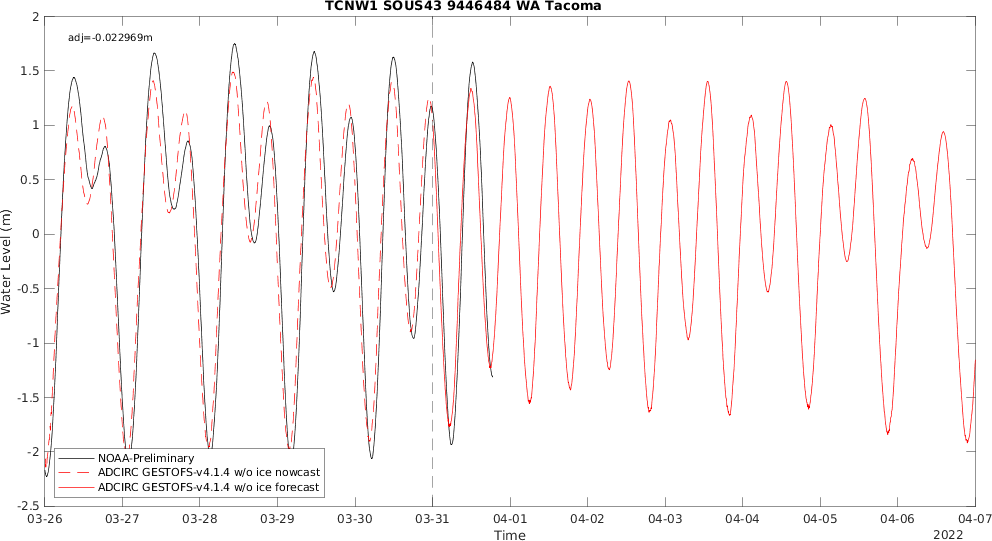 TCNW1 SOUS43 9446484 WA Tacoma
adj=-0.022969m
2
1.5
1
0.5
0
-0.5
-1
-1.5
-2
-2.5
Water Level (m)
NOAA-Preliminary
ADCIRC GESTOFS-v4.1.4 w/o ice nowcast
ADCIRC GESTOFS-v4.1.4 w/o ice forecast
03-26 03-27 03-28 03-29 03-30 03-31 04-01 04-02 04-03 04-04 04-05 04-06 04-07
Time
2022